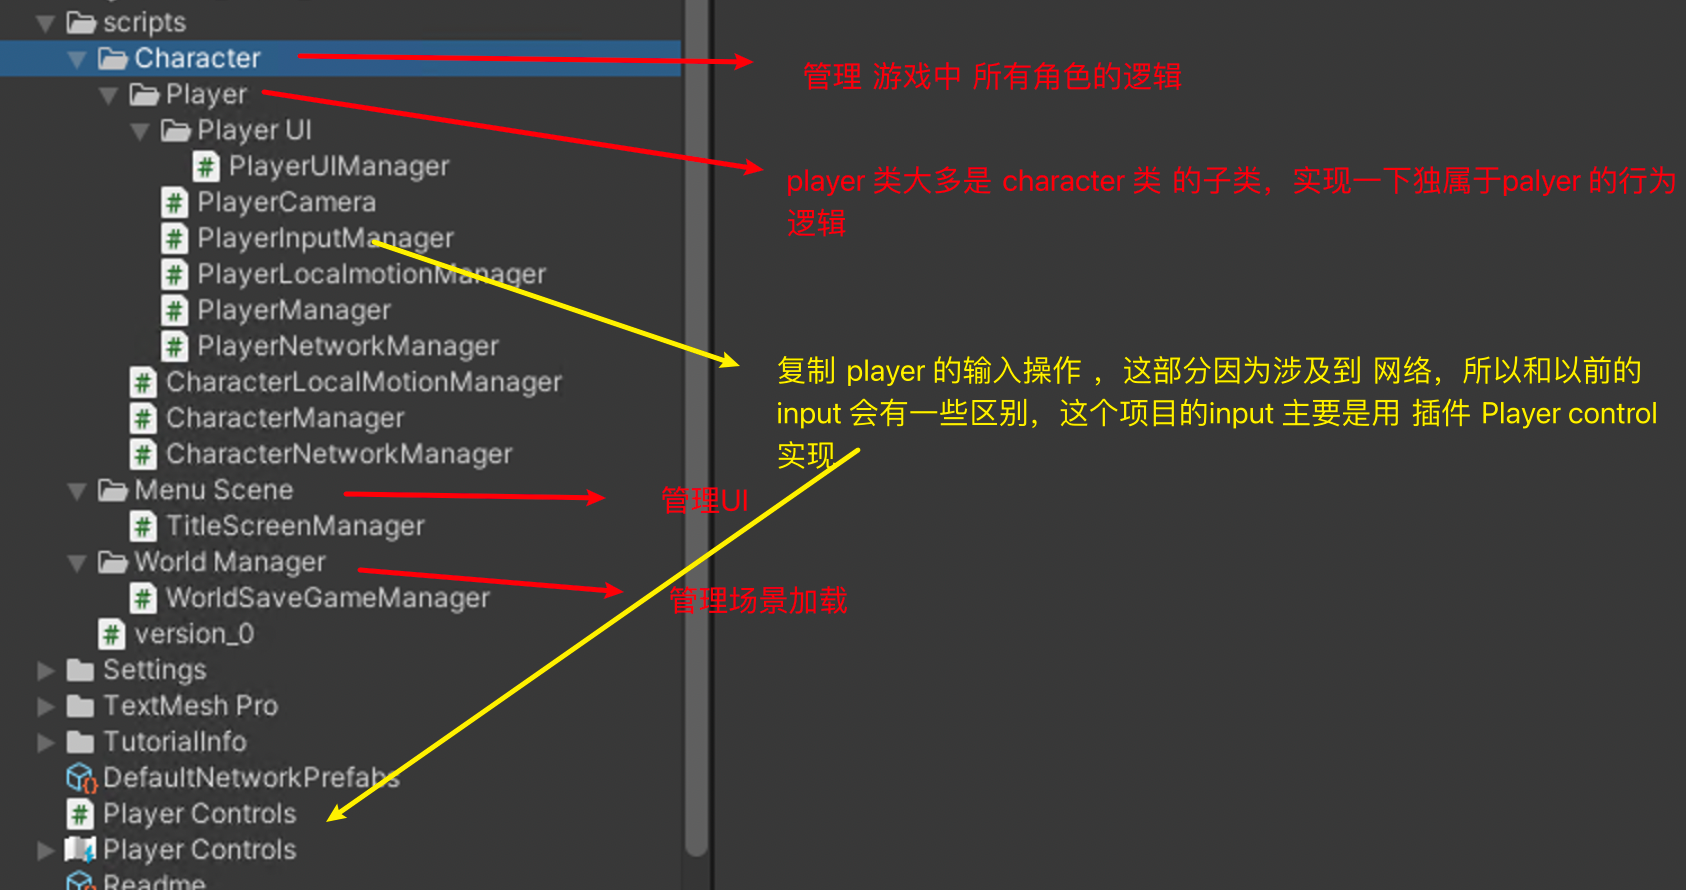 scripts
Character
管理 游戏中 所有角色的逻辑
Player
Player UI
PlayerUIManager
player 类大多是 character 类 的子类，实现一下独属于palyer 的行为
逻辑
PlayerCamera
PlayerInputManager
PlayerLocalmotionManager
PlayerManager
PlayerNetworkManager
复制 player 的输入操作 ，这部分因为涉及到 网络，所以和以前的
input 会有一些区别，这个项目的input 主要是用 插件 Player control
实现
CharacterLocalMotionManager
CharacterManager
CharacterNetworkManager
Menu Scene
管理UI
TitleScreenManager
World Manager
管理场景加载
WorldSaveGameManager
version_0
Settings
TextMesh Pro
TutorialInfo
DefaultNetworkPrefabs
Player Controls
Player Controls
Readme